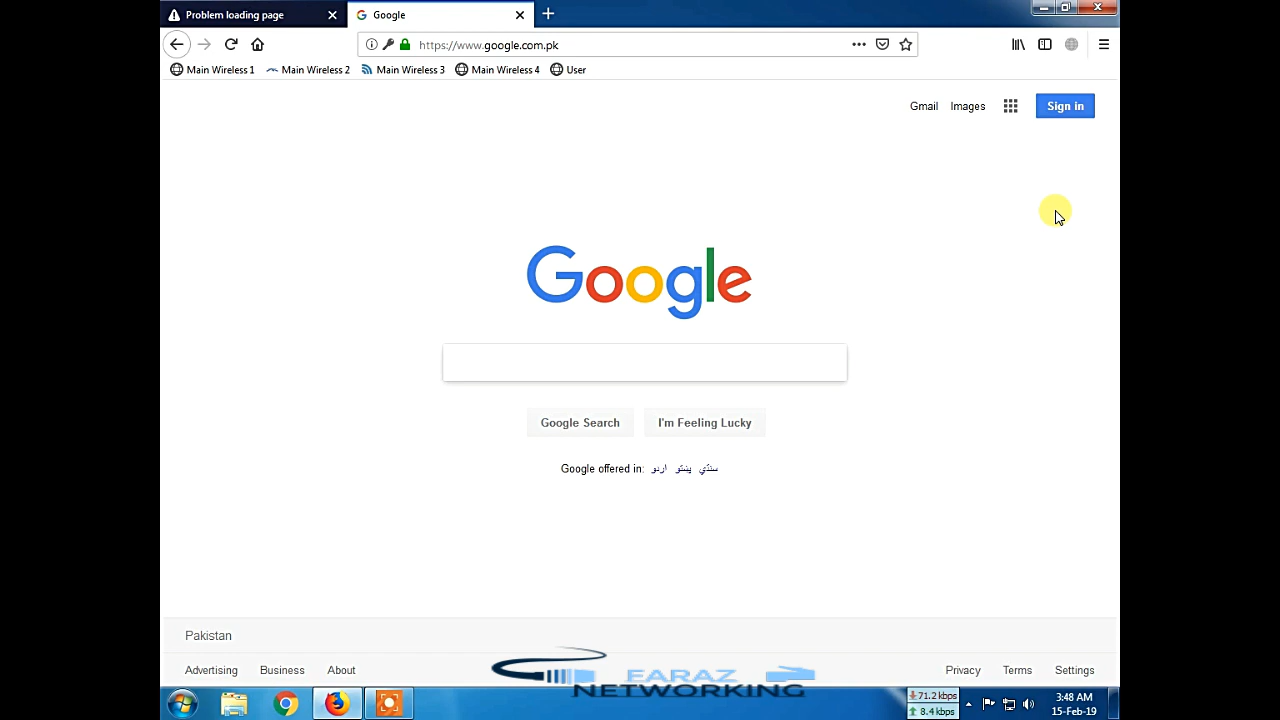 Problem loading page
Google
https://www.google.com.pk
Main Wireless 1 Main Wireless 2 Main Wireless 3 Main Wireless 4 User
Gmail Images Sign in
Google
Google Search I'm Feeling Lucky
Google offered in: اردو پښتو سنڌي
Pakistan
Advertising Business About Privacy Terms Settings
FARAZ
NETWORKING
71.2 kbps 3:48 AM
8.4 kbps 15-Feb-19